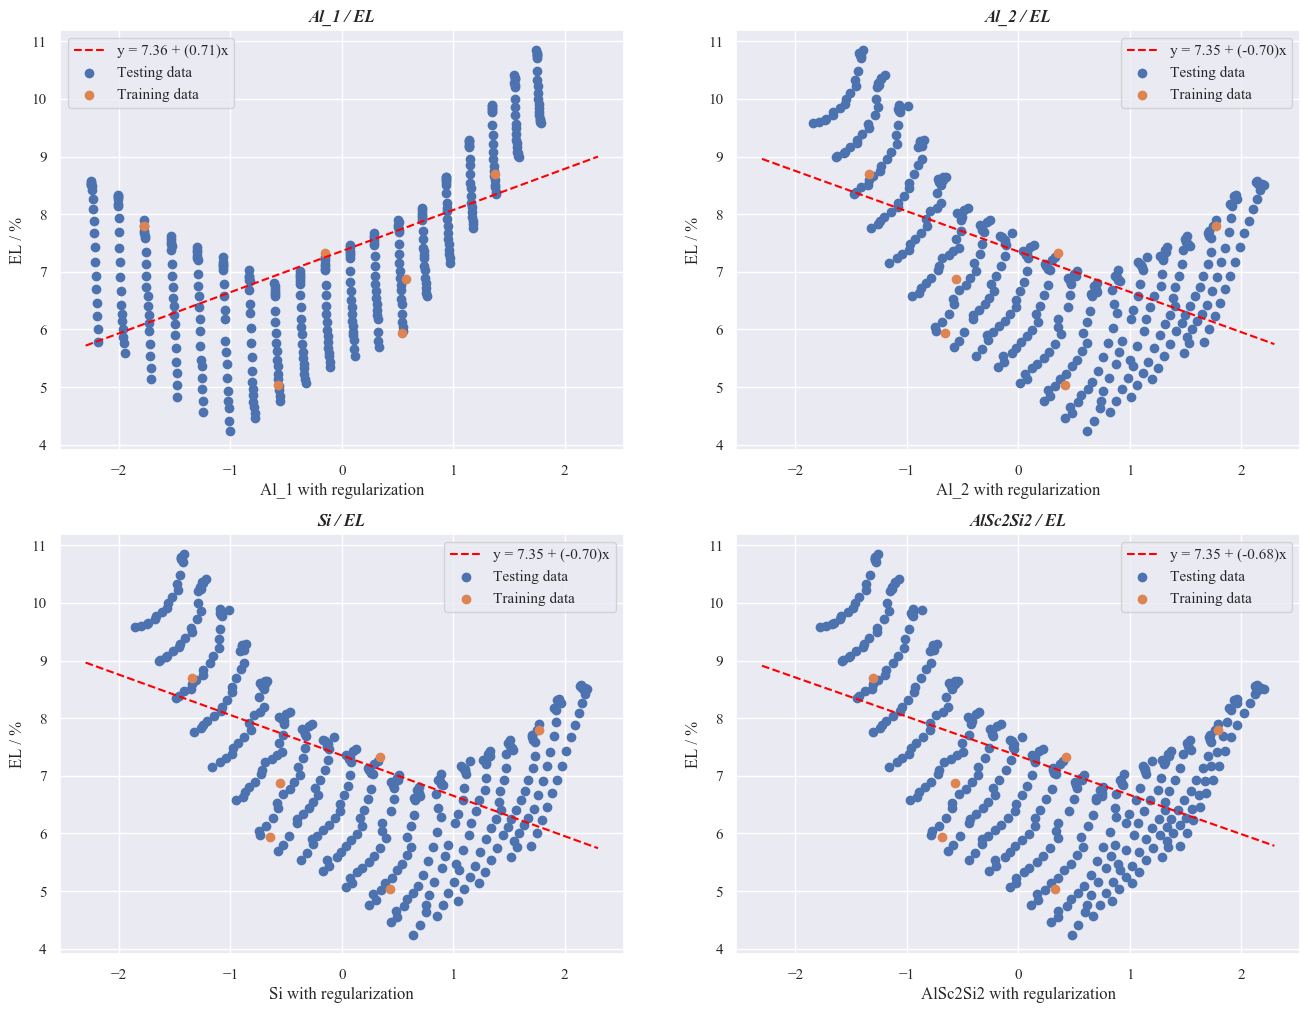 Al_1 / EL
y = 7.36 + (0.71)x
Testing data
Training data
11
10
9
8
7
6
5
4
EL / %
−2
−1
0
1
2
Al_1 with regularization
Al_2 / EL
y = 7.35 + (-0.70)x
Testing data
Training data
11
10
9
8
7
6
5
4
EL / %
−2
−1
0
1
2
Al_2 with regularization
Si / EL
y = 7.35 + (-0.70)x
Testing data
Training data
11
10
9
8
7
6
5
4
EL / %
−2
−1
0
1
2
Si with regularization
AlSc2Si2 / EL
y = 7.35 + (-0.68)x
Testing data
Training data
11
10
9
8
7
6
5
4
EL / %
−2
−1
0
1
2
AlSc2Si2 with regularization